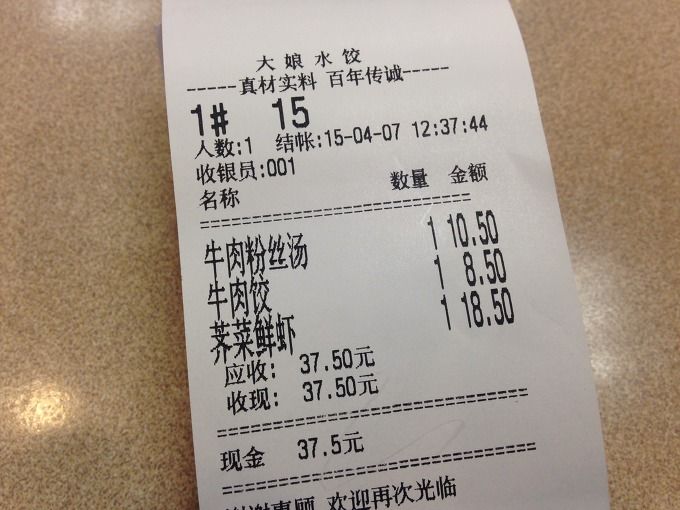 大娘水饺
------真材实料 百年传诚-----
1# 15
人数:1 结帐:15-04-07 12:37:44
收银员:001
名称 数量 金额
================================
牛肉粉丝汤 1 10.50
牛肉饺 1 8.50
荠菜鲜虾 1 18.50
应收: 37.50元
收现: 37.50元
================================
现金 37.5元
================================
谢谢惠顾 欢迎再次光临